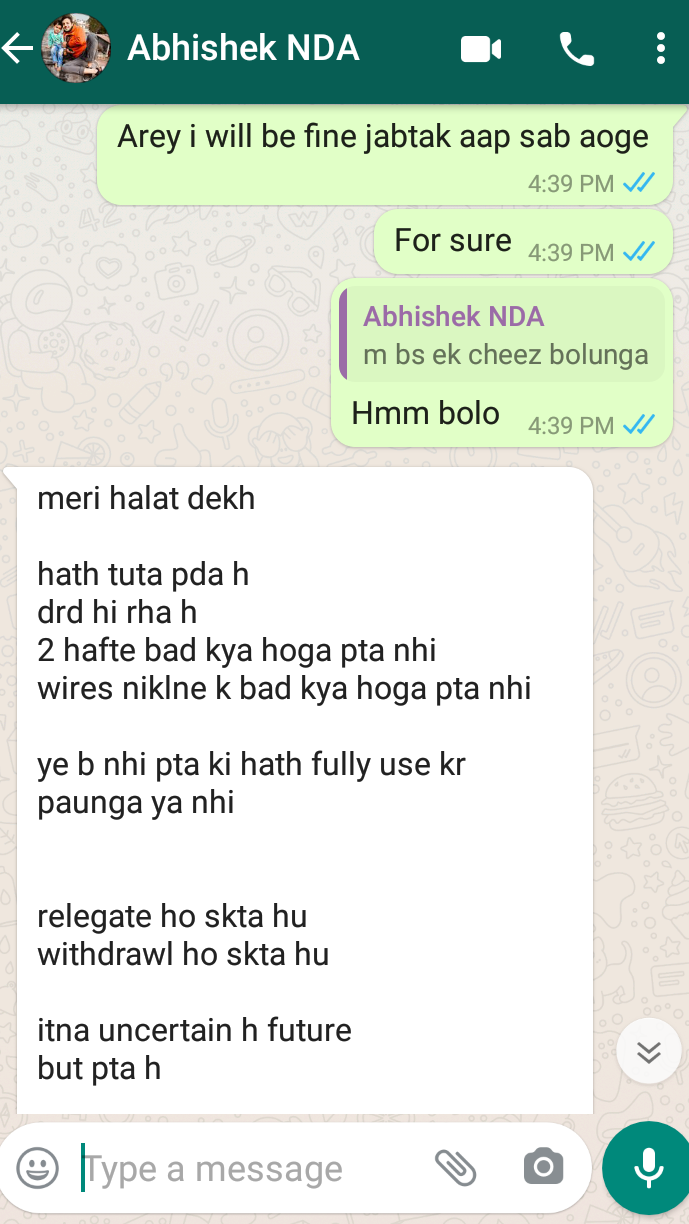 Abhishek NDA
Arey i will be fine jabtak aap sab aoge
4:39 PM
For sure 4:39 PM
Abhishek NDA
m bs ek cheez bolunga
Hmm bolo 4:39 PM
meri halat dekh
hath tuta pda h
drd hi rha h
2 hafte bad kya hoga pta nhi
wires niklne k bad kya hoga pta nhi
ye b nhi pta ki hath fully use kr
paunga ya nhi
relegate ho skta hu
withdrawl ho skta hu
itna uncertain h future
but pta h
Type a message